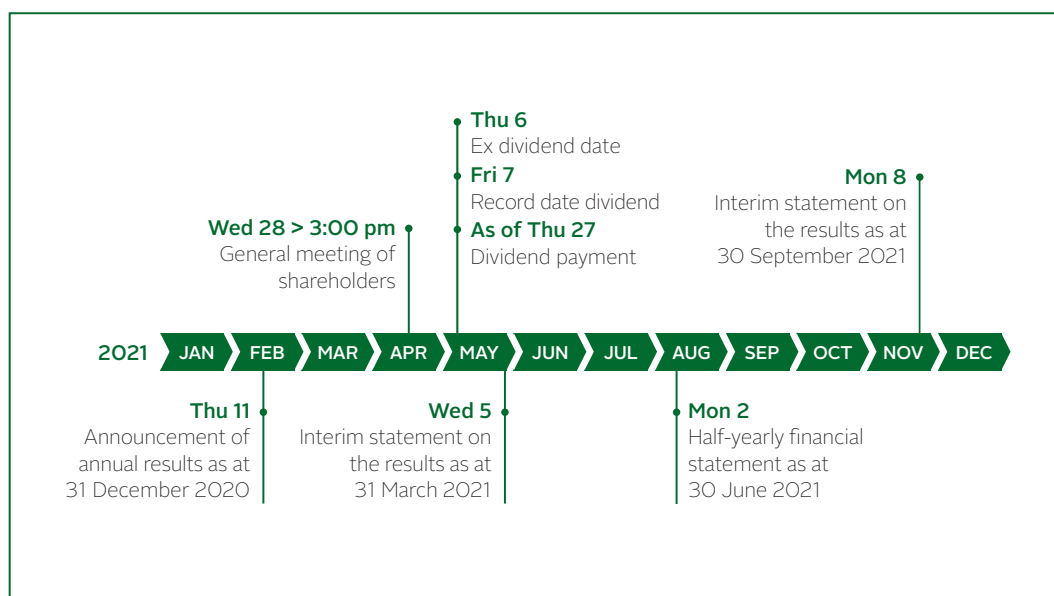 Thu 6
Ex dividend date
Fri 7
Record date dividend
As of Thu 27
Dividend payment
Wed 28 > 3:00 pm
General meeting of
shareholders
Mon 8
Interim statement on
the results as at
30 September 2021
2021 JAN FEB MAR APR MAY JUN JUL AUG SEP OCT NOV DEC
Thu 11
Announcement of
annual results as at
31 December 2020
Wed 5
Interim statement on
the results as at
31 March 2021
Mon 2
Half-yearly financial
statement as at
30 June 2021